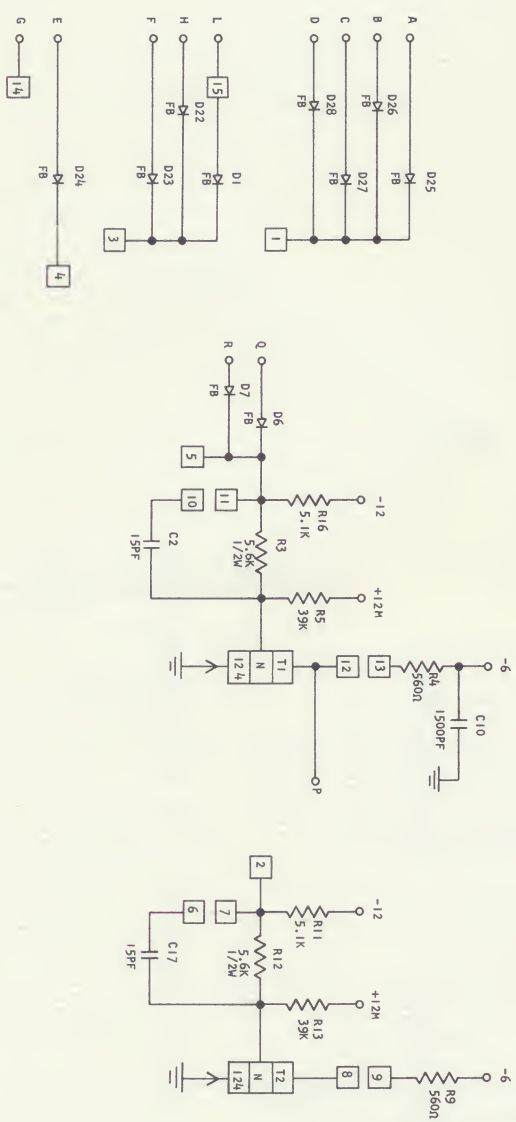 A
B
C
D
D25
FB
D26
FB
D27
FB
D28
FB
1
L
H
F
15
D1
FB
D22
FB
D23
FB
3
E
G
D24
FB
4
14
Q
R
D6
FB
D7
FB
5
-12
R16
5.1K
11
10
R3
5.6K
1/2W
C2
15PF
+12M
R5
39K
T1
N
124
12
13
R4
560Ω
-6
C10
1500PF
P
2
-12
R11
5.1K
7
6
R12
5.6K
1/2W
C17
15PF
+12M
R13
39K
T2
N
124
8
9
R9
560Ω
-6